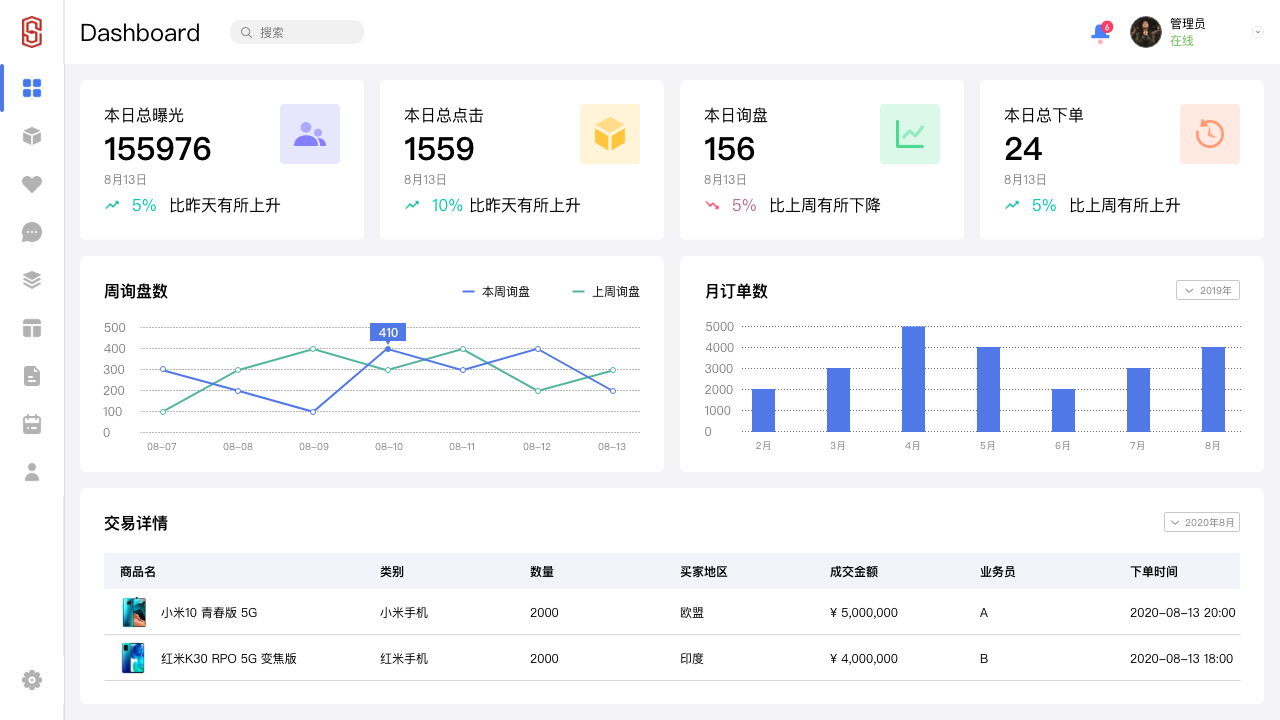 Dashboard
搜索
6
管理员
在线
本日总曝光
155976
8月13日
5% 比昨天有所上升
本日总点击
1559
8月13日
10% 比昨天有所上升
本日询盘
156
8月13日
5% 比上周有所下降
本日总下单
24
8月13日
5% 比上周有所上升
周询盘数
本周询盘
上周询盘
500
400
300
200
100
0
410
08-07 08-08 08-09 08-10 08-11 08-12 08-13
月订单数
2019年
5000
4000
3000
2000
1000
0
2月 3月 4月 5月 6月 7月 8月
交易详情
2020年8月
商品名 类别 数量 买家地区 成交金额 业务员 下单时间
小米10 青春版 5G 小米手机 2000 欧盟 ¥ 5,000,000 A 2020-08-13 20:00
红米K30 RPO 5G 变焦版 红米手机 2000 印度 ¥ 4,000,000 B 2020-08-13 18:00